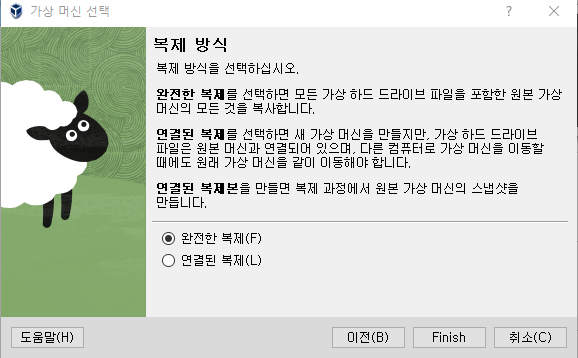 가상 머신 선택
?
복제 방식
복제 방식을 선택하십시오.
완전한 복제를 선택하면 모든 가상 하드 드라이브 파일을 포함한 원본 가상
머신의 모든 것을 복사합니다.
연결된 복제를 선택하면 새 가상 머신을 만들지만, 가상 하드 드라이브
파일은 원본 머신과 연결되어 있으며, 다른 컴퓨터로 가상 머신을 이동할
때에도 원래 가상 머신을 같이 이동해야 합니다.
연결된 복제본을 만들면 복제 과정에서 원본 가상 머신의 스냅샷을
만듭니다.
완전한 복제(F)
연결된 복제(L)
도움말(H)
이전(B)
Finish
취소(C)